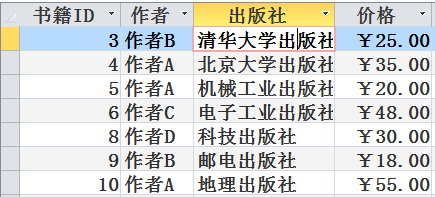 书籍ID 作者 出版社 价格
3 作者B 清华大学出版社 ￥25.00
4 作者A 北京大学出版社 ￥35.00
5 作者A 机械工业出版社 ￥20.00
6 作者C 电子工业出版社 ￥48.00
8 作者D 科技出版社 ￥30.00
9 作者B 邮电出版社 ￥18.00
10 作者A 地理出版社 ￥55.00